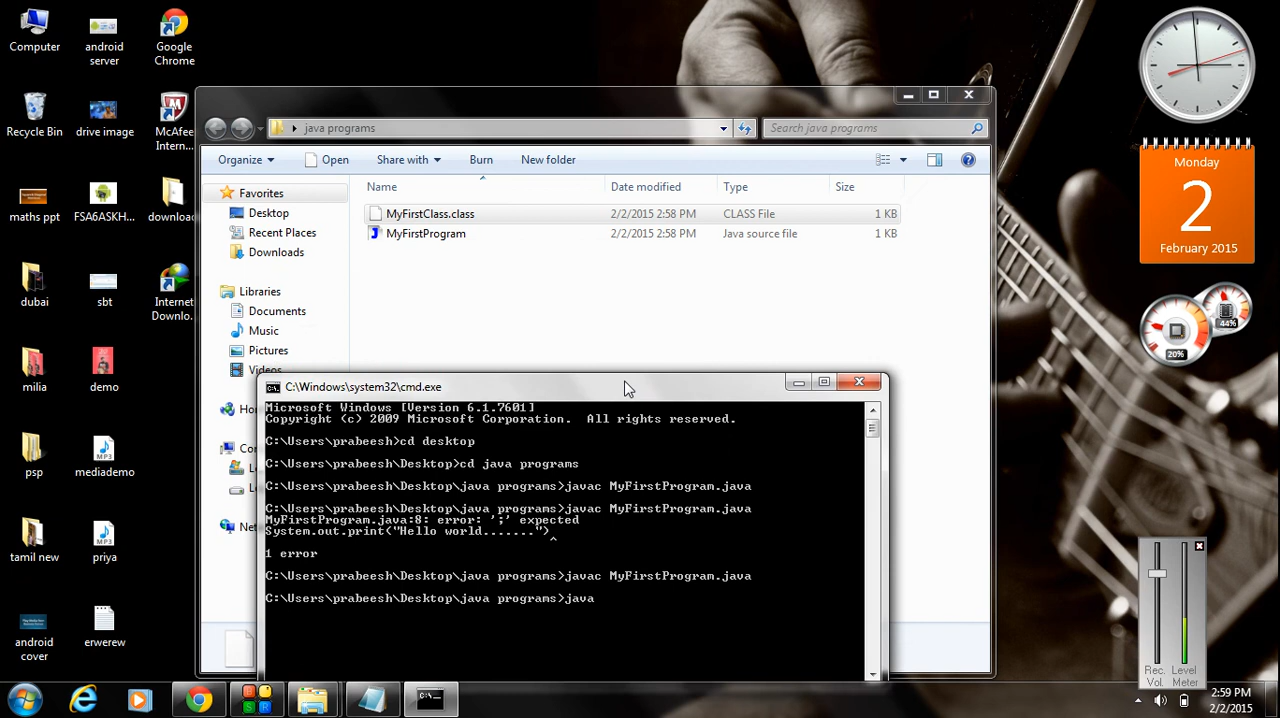 Computer
android
server
Google
Chrome
Recycle Bin
drive image
McAfee
Intern...
maths ppt
FSA6ASKH...
download
dubai
sbt
Internet
Downlo...
milia
demo
psp
mediademo
tamil new
priya
android
cover
erwerew
java programs
Search java programs
Organize
Open
Share with
Burn
New folder
Name
Date modified
Type
Size
Favorites
Desktop
Recent Places
Downloads
Libraries
Documents
Music
Pictures
Videos
MyFirstClass.class 2/2/2015 2:58 PM CLASS File 1 KB
MyFirstProgram 2/2/2015 2:58 PM Java source file 1 KB
C:\Windows\system32\cmd.exe
Microsoft Windows [Version 6.1.7601]
Copyright (c) 2009 Microsoft Corporation.  All rights reserved.
C:\Users\prabeesh>cd desktop
C:\Users\prabeesh\Desktop>cd java programs
C:\Users\prabeesh\Desktop\java programs>javac MyFirstProgram.java
C:\Users\prabeesh\Desktop\java programs>javac MyFirstProgram.java
MyFirstProgram.java:8: error: ';' expected
System.out.print("Hello world.......")
^
1 error
C:\Users\prabeesh\Desktop\java programs>javac MyFirstProgram.java
C:\Users\prabeesh\Desktop\java programs>java
Monday
2
February 2015
44%
20%
Rec. Vol.
Level Meter
2:59 PM
2/2/2015